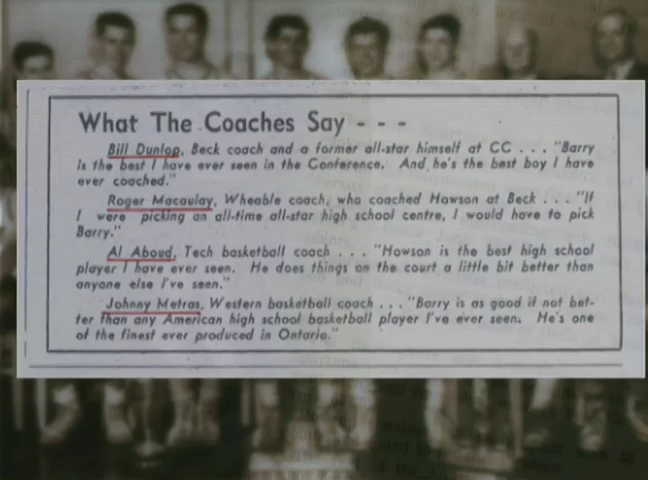 What The Coaches Say - - -
Bill Dunlop, Beck coach and a former all-star himself at CC . . . "Barry
is the best I have ever seen in the Conference. And he's the best boy I have
ever coached."
Roger Macaulay, Wheable coach, who coached Howson at Beck . . . "If
I were picking an all-time all-star high school centre, I would have to pick
Barry."
Al Aboud, Tech basketball coach . . . "Howson is the best high school
player I have ever seen. He does things on the court a little bit better than
anyone else I've seen."
Johnny Metras, Western basketball coach . . . "Barry is as good if not bet-
ter than any American high school basketball player I've ever seen. He's one
of the finest ever produced in Ontario."